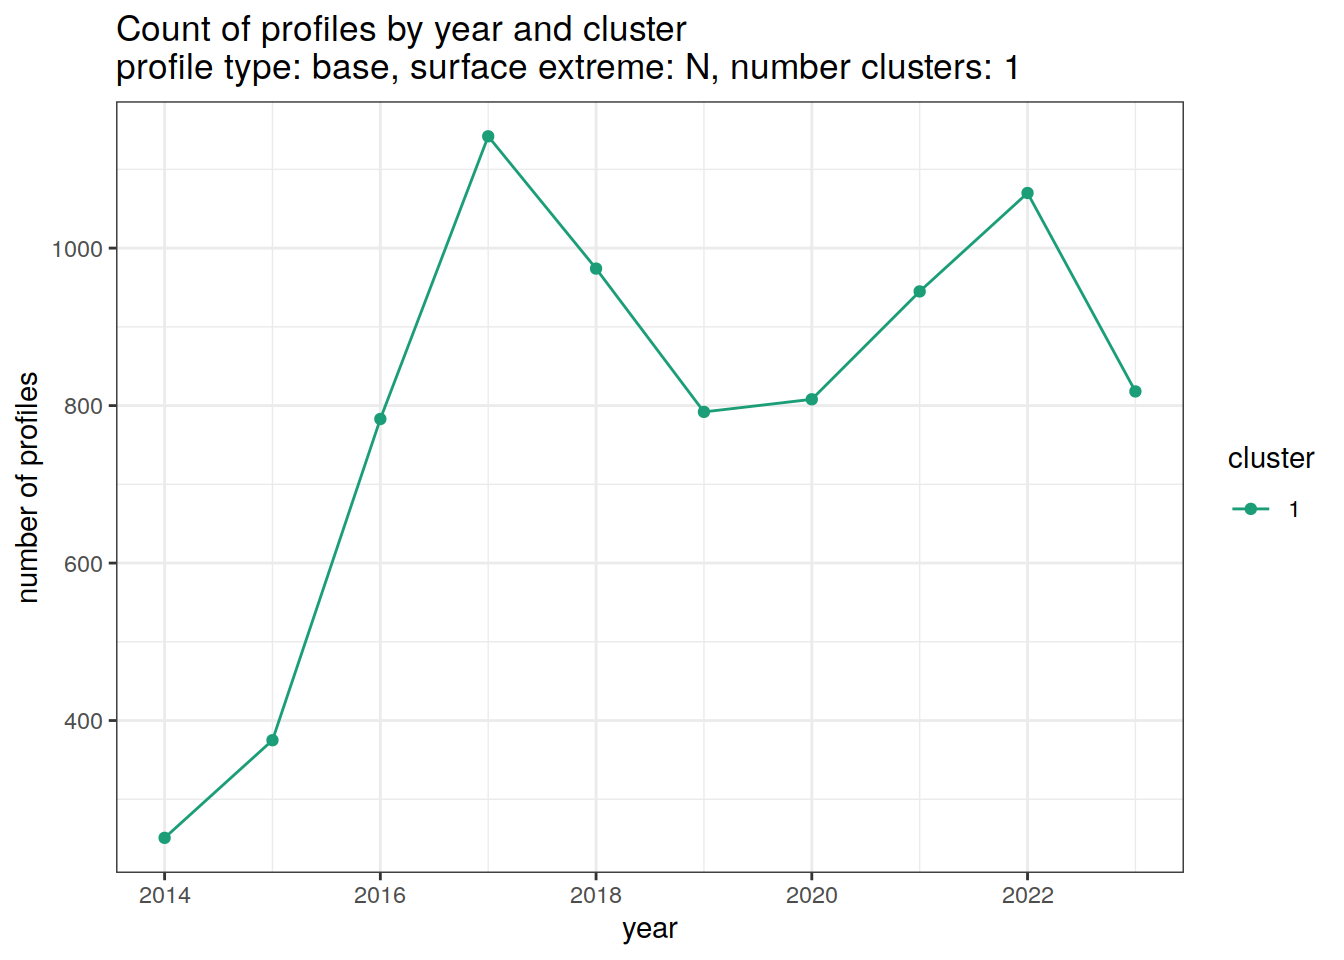 Count of profiles by year and cluster
profile type: base, surface extreme: N, number clusters: 1
1000
800
600
400
number of profiles
2014 2016 2018 2020 2022
year
cluster
1